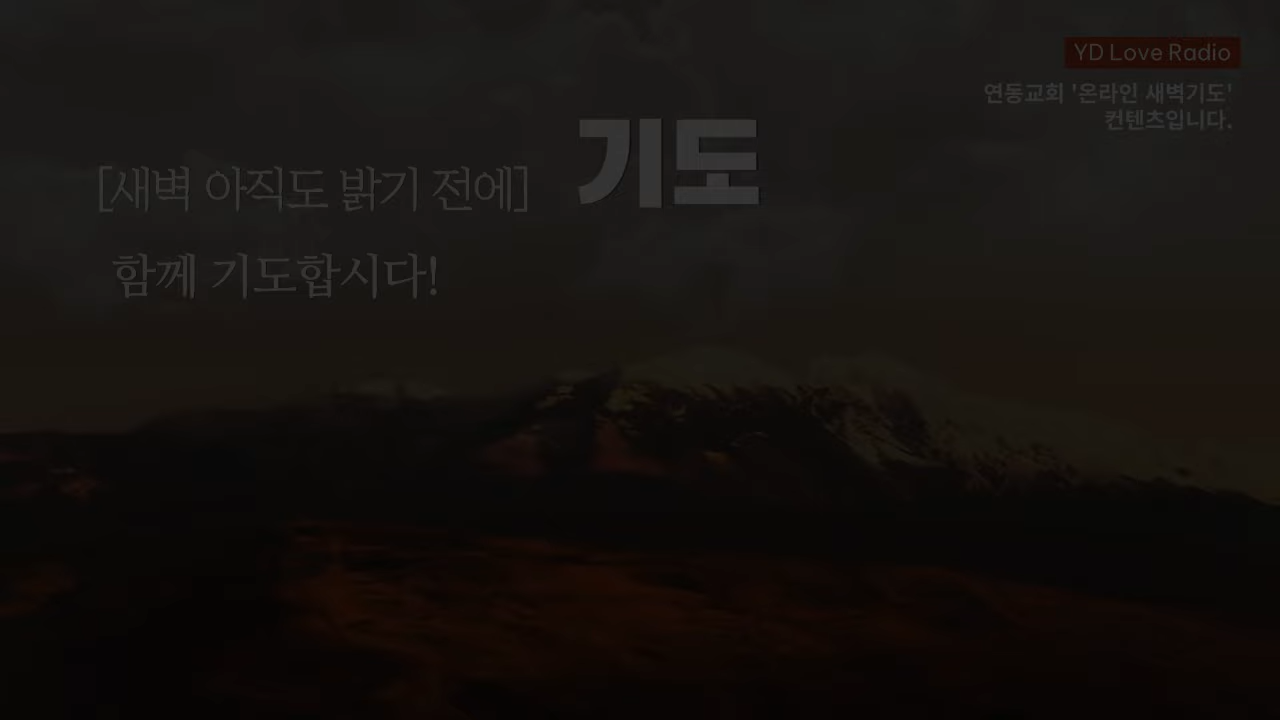 YD Love Radio
연동교회 '온라인 새벽기도'
컨텐츠입니다.
기도
[새벽 아직도 밝기 전에]
함께 기도합시다!